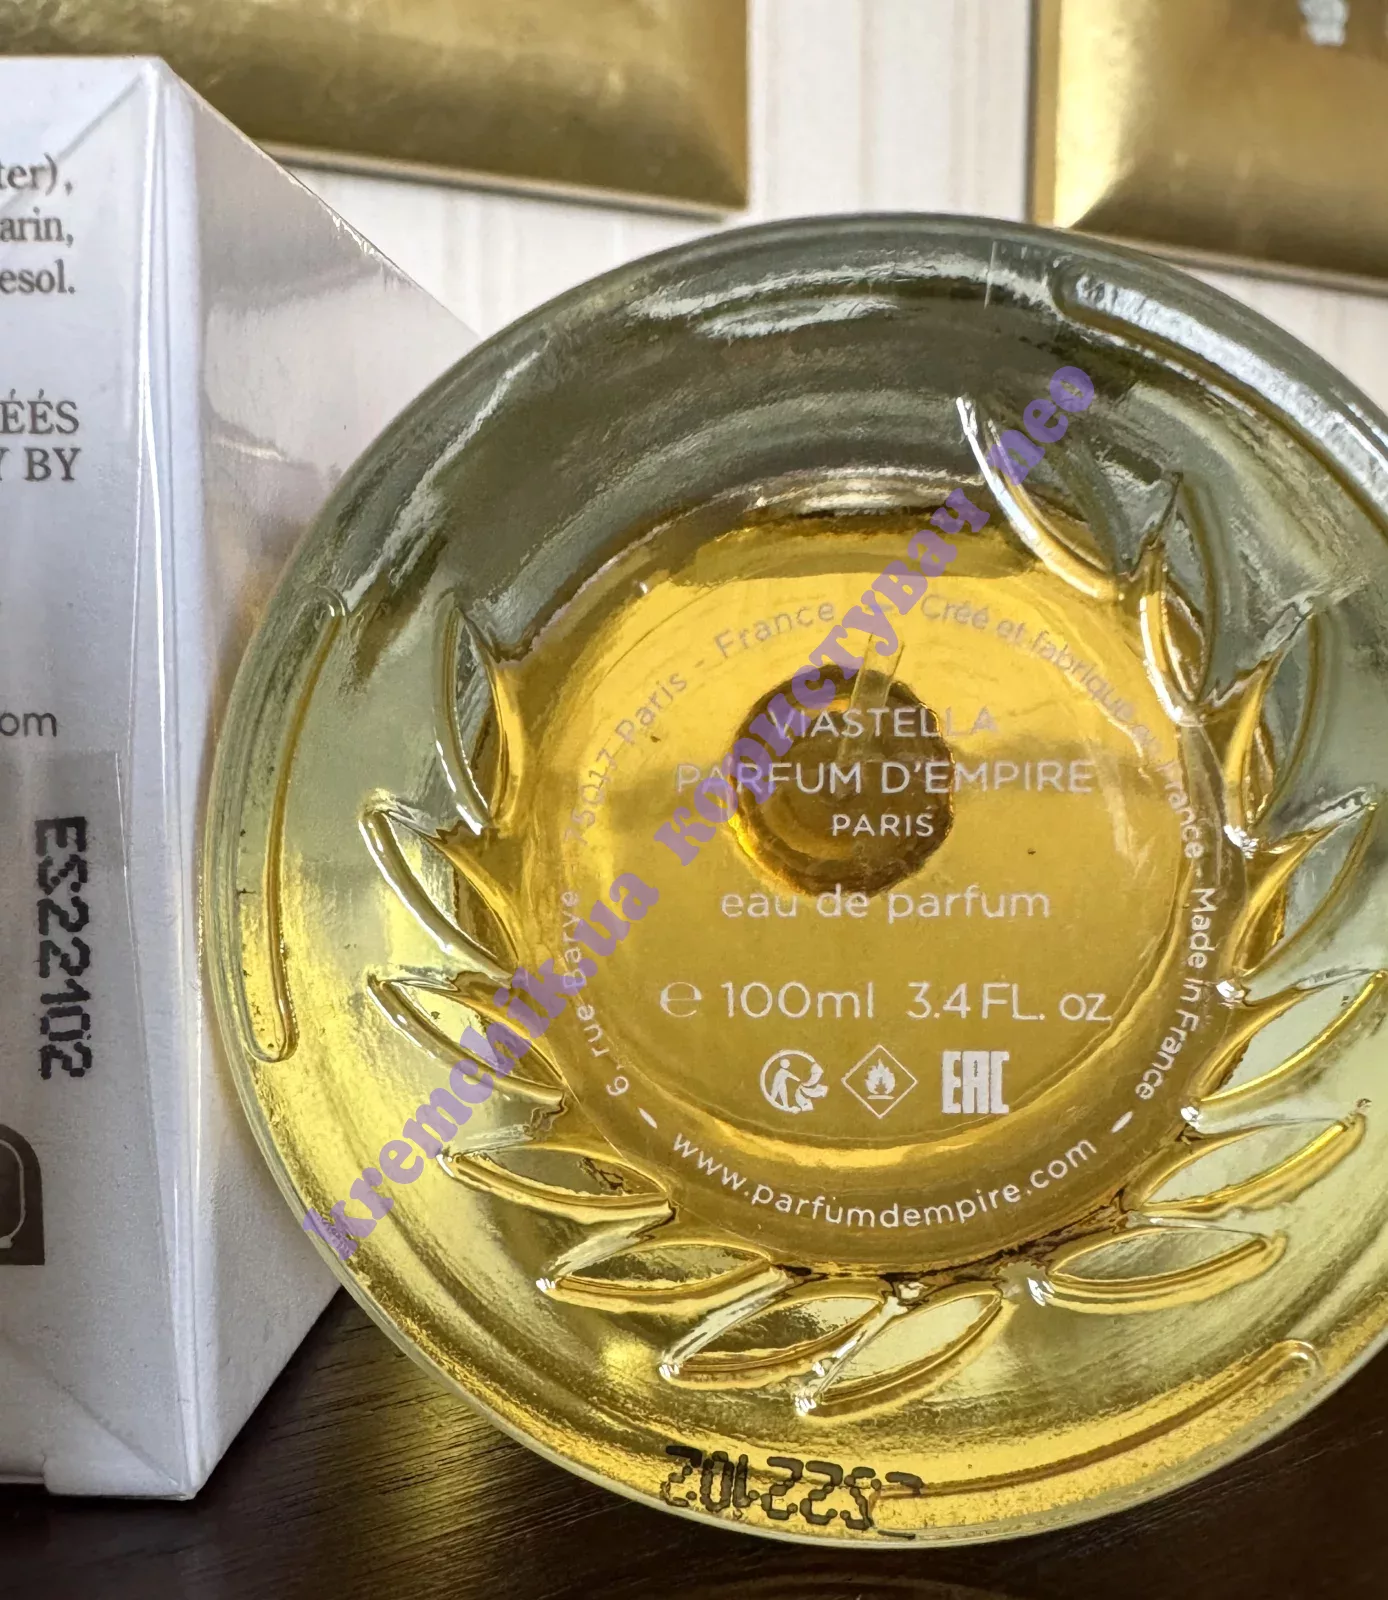 ter),
arin,
esol.
ÉÉS
Y BY
om
ES22102
6, rue Barye - 75017 Paris - France
Créé et fabriqué en France - Made in France
VIASTELLA
PARFUM D'EMPIRE
PARIS
eau de parfum
℮ 100ml 3.4 FL. OZ
EAC
www.parfumdempire.com
kremchik.ua користувач neo